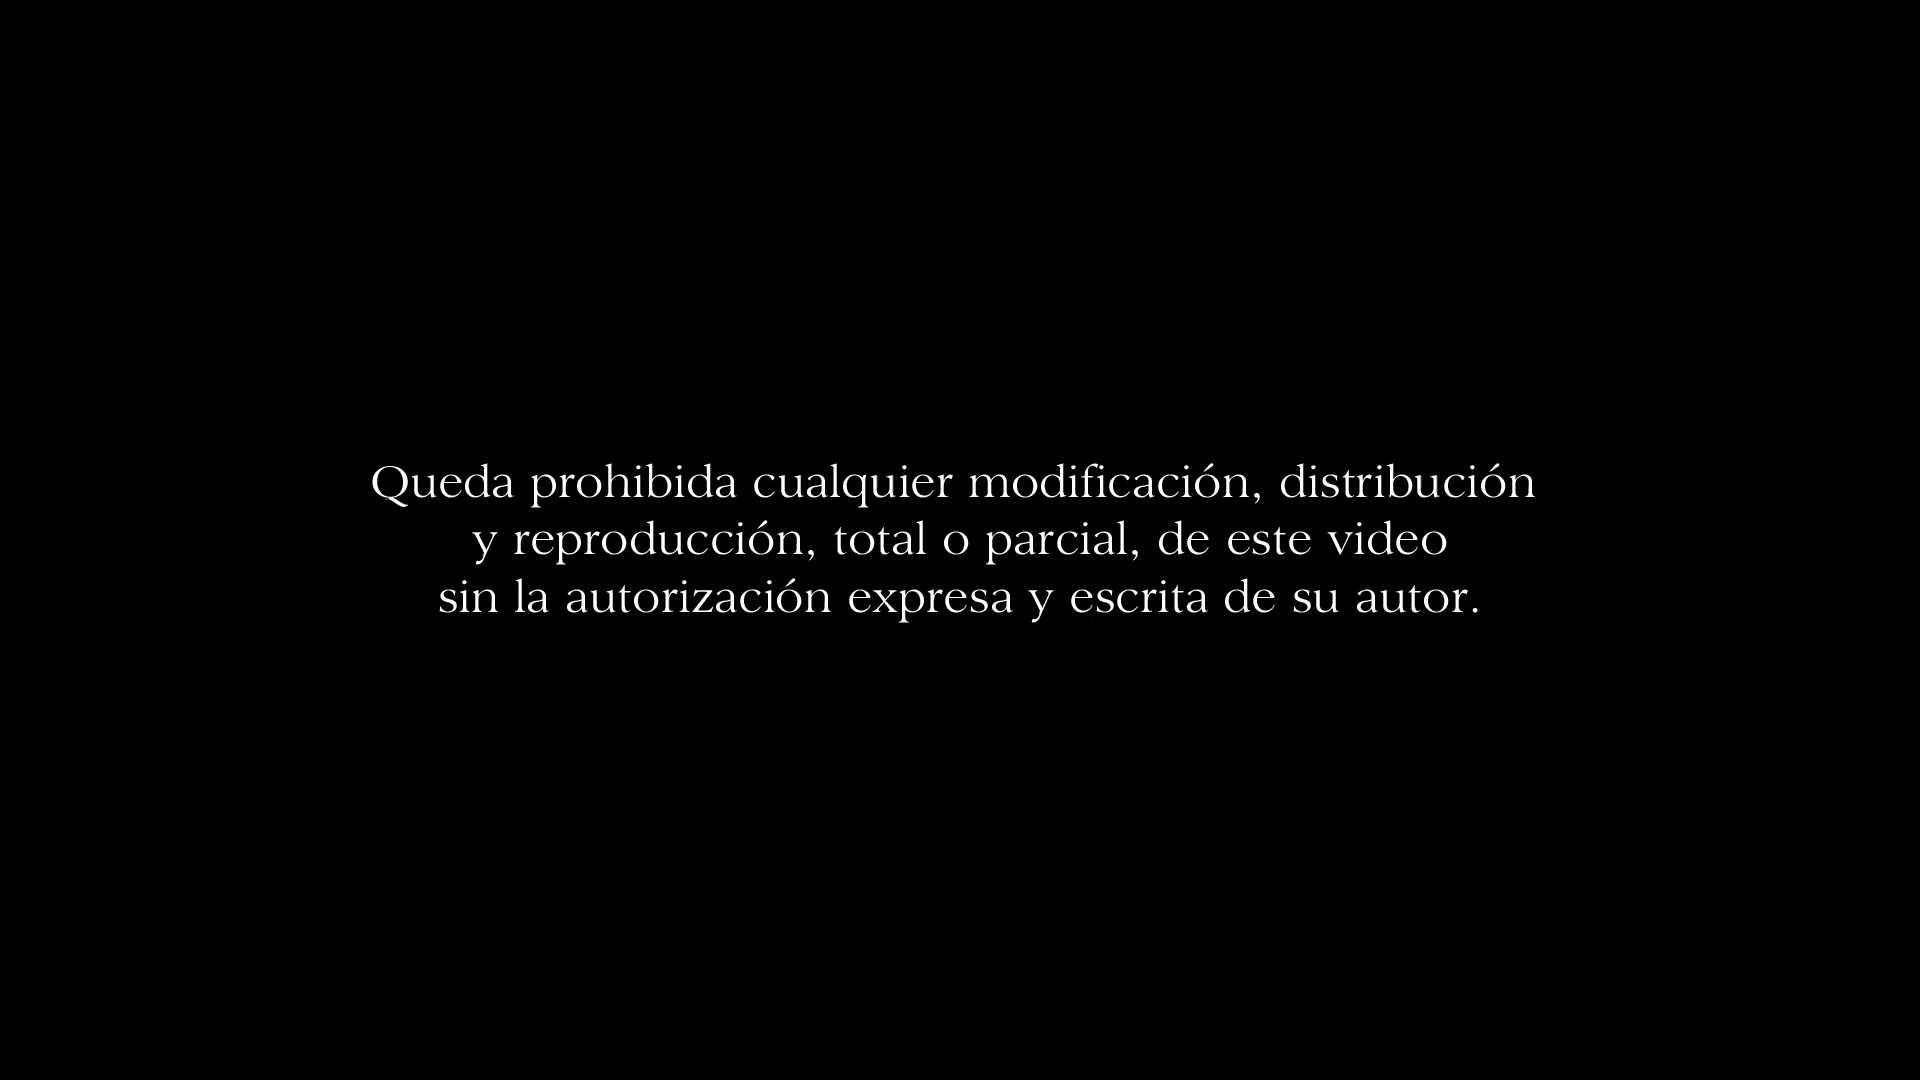 Queda prohibida cualquier modificación, distribución
y reproducción, total o parcial, de este video
sin la autorización expresa y escrita de su autor.